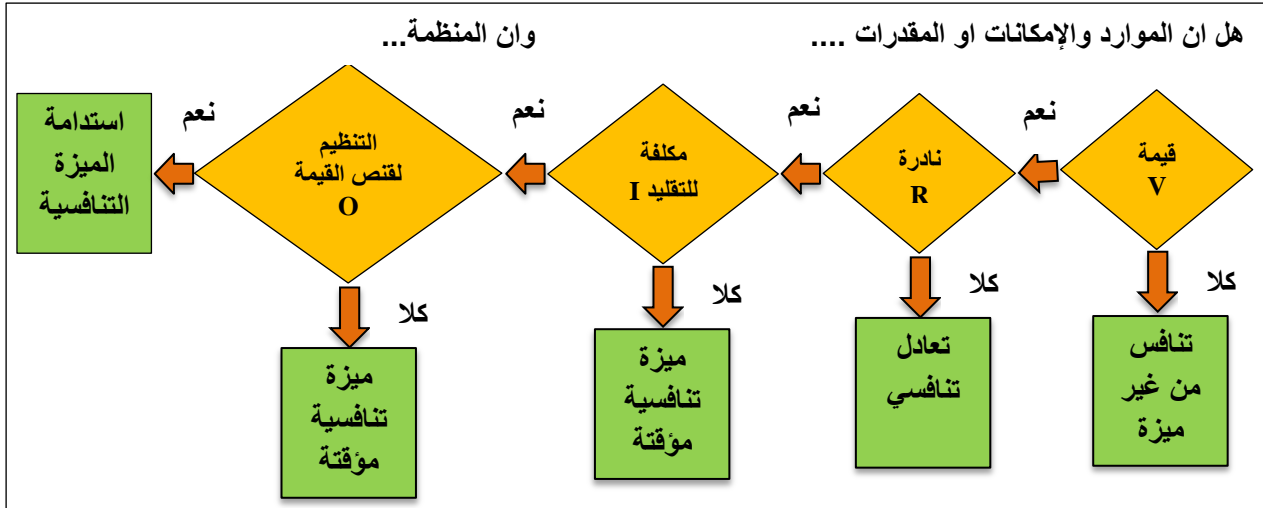 هل ان الموارد والإمكانات او المقدرات ....
وان المنظمة...
قيمة
V
نعم
نادرة
R
نعم
مكلفة
للتقليد I
نعم
التنظيم
لقنص القيمة
O
نعم
استدامة
الميزة
التنافسية
كلا
كلا
كلا
كلا
تنافس
من غير
ميزة
تعادل
تنافسي
ميزة
تنافسية
مؤقتة
ميزة
تنافسية
مؤقتة